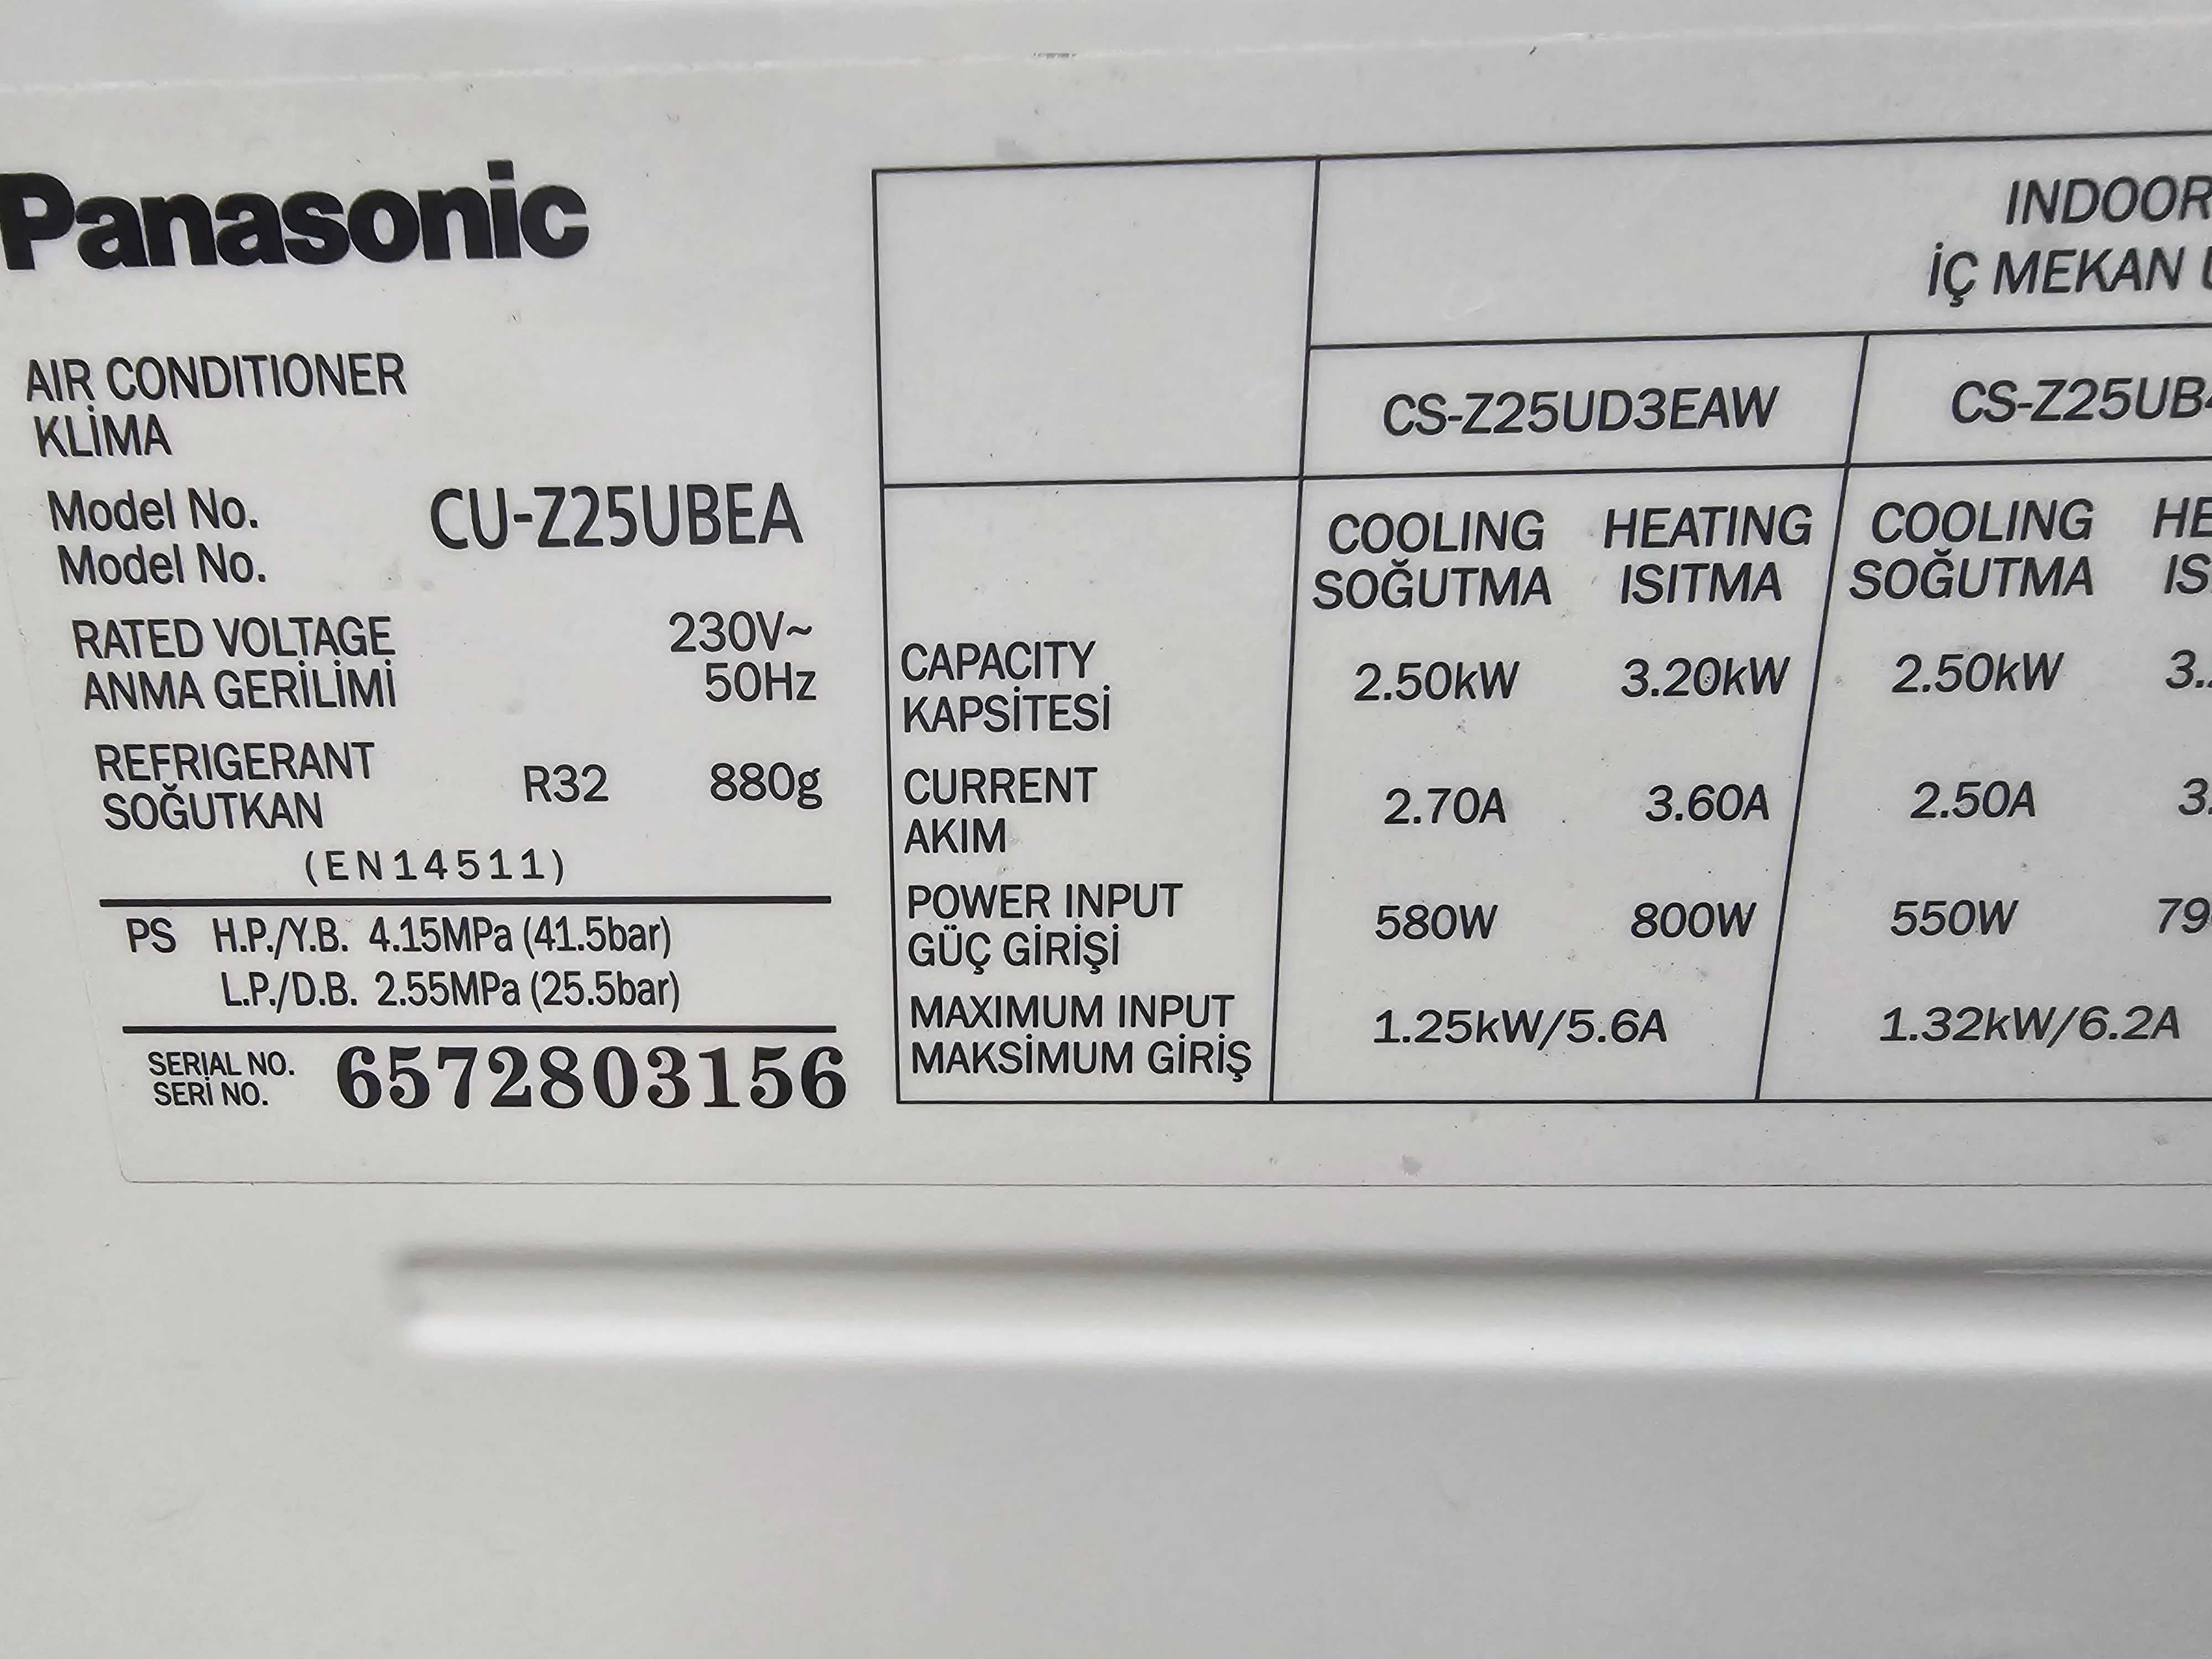 Panasonic
AIR CONDITIONER
KLİMA
Model No.
Model No.
CU-Z25UBEA
RATED VOLTAGE
ANMA GERİLİMİ
230V~
50Hz
REFRIGERANT
SOĞUTKAN
R32 880g
(EN14511)
PS H.P./Y.B. 4.15MPa (41.5bar)
L.P./D.B. 2.55MPa (25.5bar)
SERIAL NO.
SERİ NO.
6572803156
INDOOR
İÇ MEKAN
CS-Z25UD3EAW CS-Z25UB
COOLING HEATING COOLING
SOĞUTMA ISITMA SOĞUTMA
CAPACITY
KAPSİTESİ
2.50kW 3.20kW 2.50kW
CURRENT
AKIM
2.70A 3.60A 2.50A
POWER INPUT
GÜÇ GİRİŞİ
580W 800W 550W
MAXIMUM INPUT
MAKSİMUM GİRİŞ
1.25kW/5.6A 1.32kW/6.2A